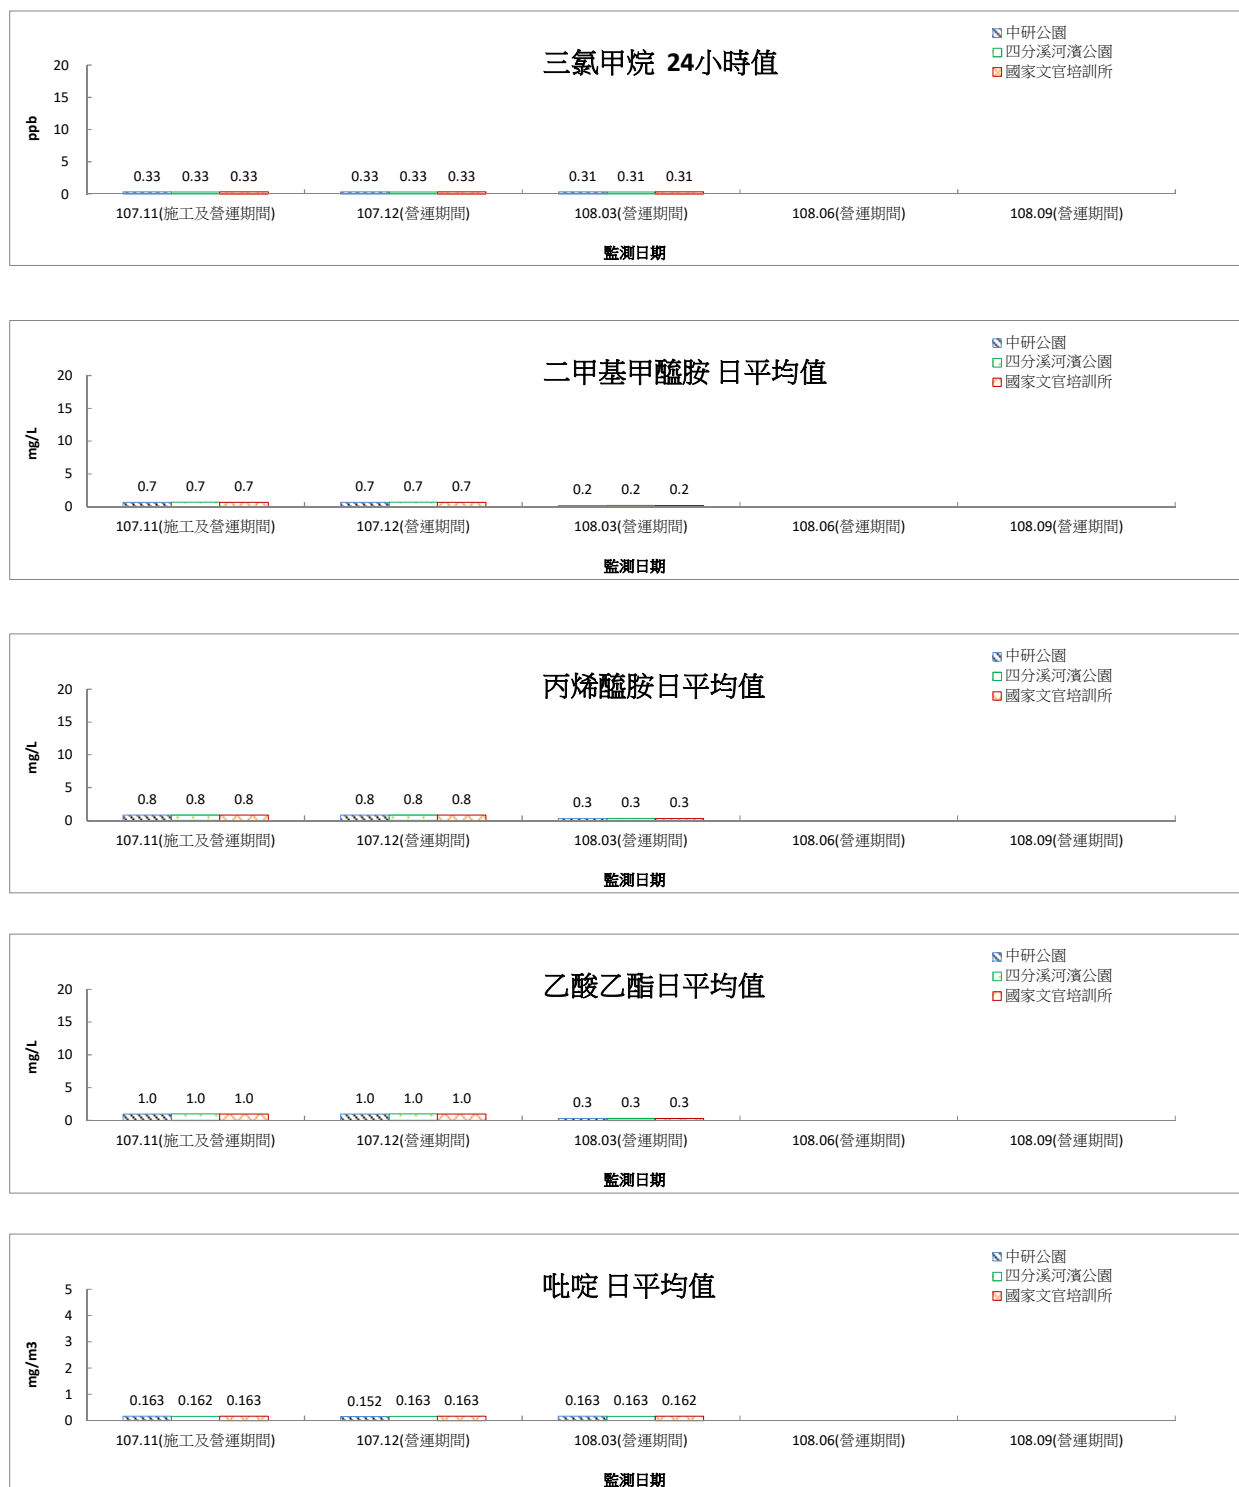 三氯甲烷 24小時值
中研公園
四分溪河濱公園
國家文官培訓所
ppb
20
15
10
5
0
0.33 0.33 0.33 0.33 0.33 0.33 0.31 0.31 0.31
107.11(施工及營運期間) 107.12(營運期間) 108.03(營運期間) 108.06(營運期間) 108.09(營運期間)
監測日期
二甲基甲醯胺 日平均值
中研公園
四分溪河濱公園
國家文官培訓所
mg/L
20
15
10
5
0
0.7 0.7 0.7 0.7 0.7 0.7 0.2 0.2 0.2
107.11(施工及營運期間) 107.12(營運期間) 108.03(營運期間) 108.06(營運期間) 108.09(營運期間)
監測日期
丙烯醯胺日平均值
中研公園
四分溪河濱公園
國家文官培訓所
mg/L
20
15
10
5
0
0.8 0.8 0.8 0.8 0.8 0.8 0.3 0.3 0.3
107.11(施工及營運期間) 107.12(營運期間) 108.03(營運期間) 108.06(營運期間) 108.09(營運期間)
監測日期
乙酸乙酯日平均值
中研公園
四分溪河濱公園
國家文官培訓所
mg/L
20
15
10
5
0
1.0 1.0 1.0 1.0 1.0 1.0 0.3 0.3 0.3
107.11(施工及營運期間) 107.12(營運期間) 108.03(營運期間) 108.06(營運期間) 108.09(營運期間)
監測日期
吡啶 日平均值
中研公園
四分溪河濱公園
國家文官培訓所
mg/m3
5
4
3
2
1
0
0.163 0.162 0.163 0.152 0.163 0.163 0.163 0.163 0.162
107.11(施工及營運期間) 107.12(營運期間) 108.03(營運期間) 108.06(營運期間) 108.09(營運期間)
監測日期